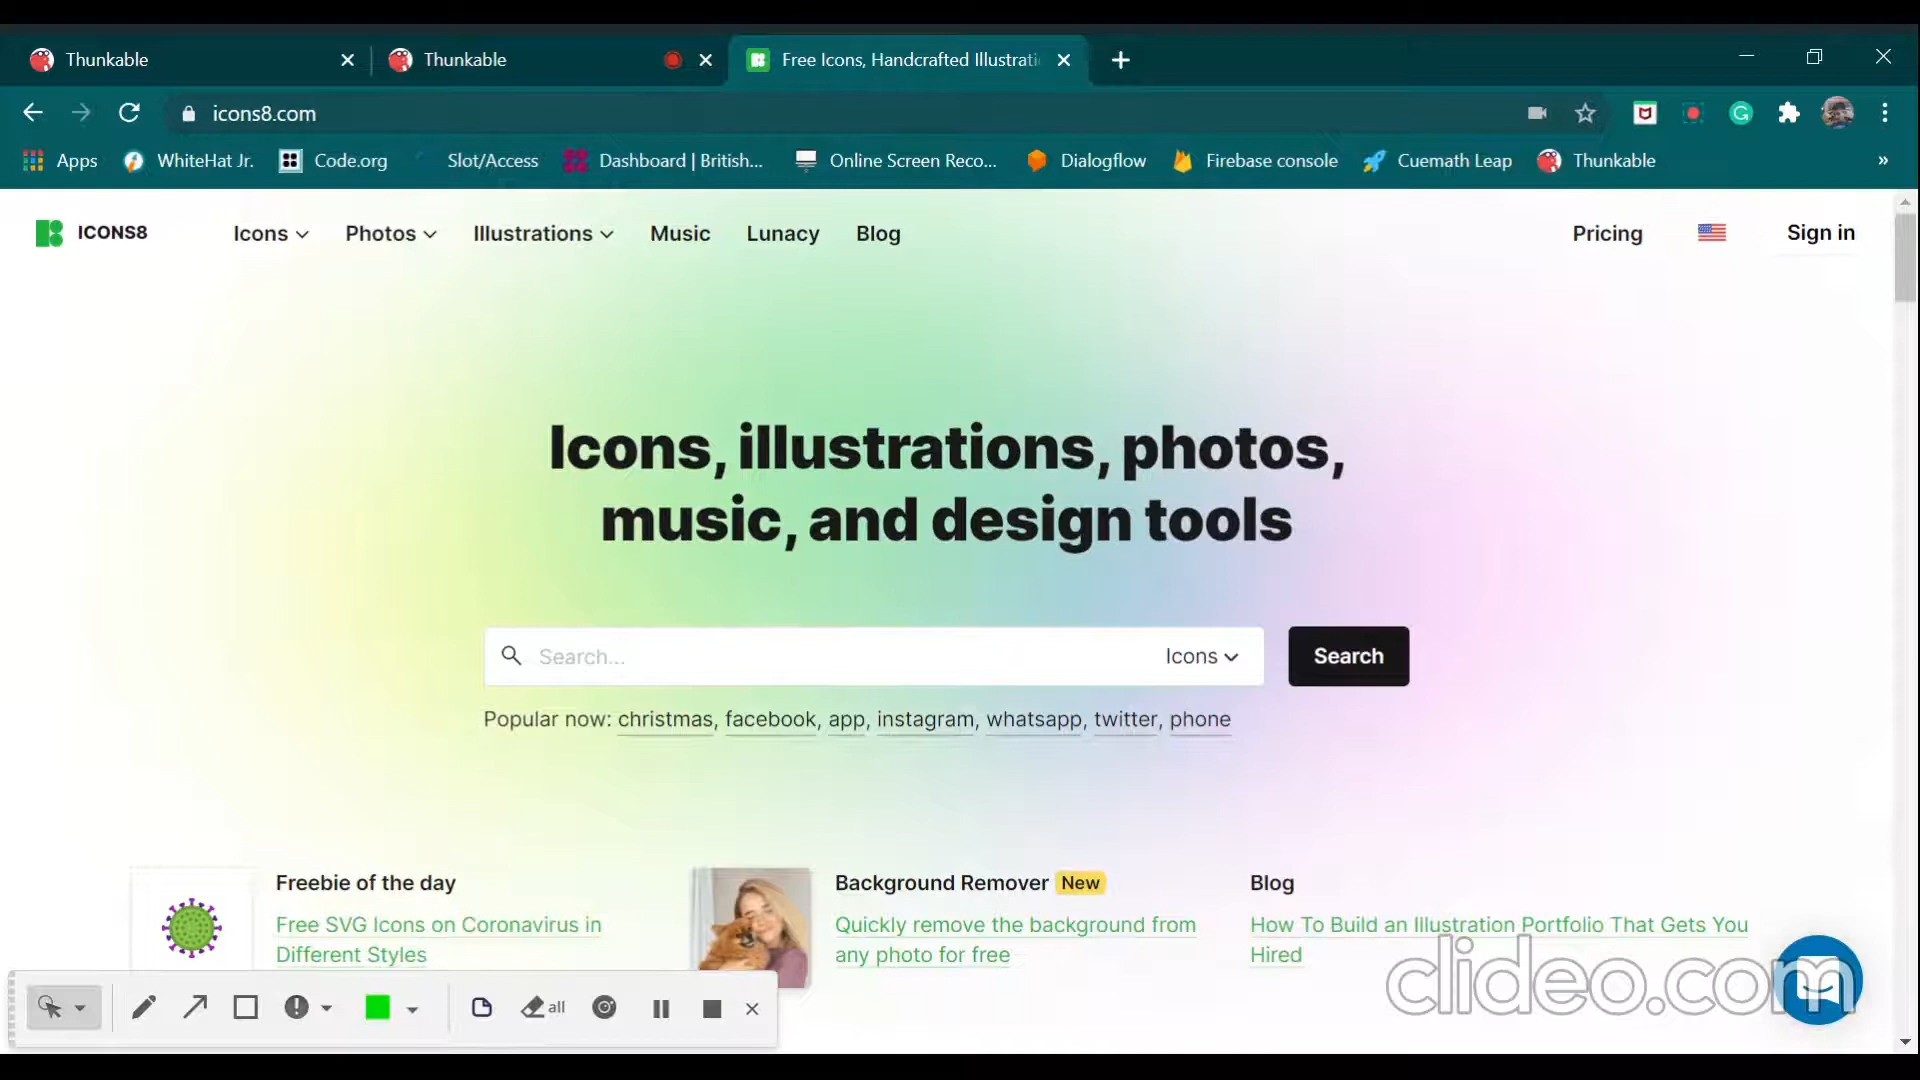 Thunkable
Thunkable
Free Icons, Handcrafted Illustrati
icons8.com
Apps
WhiteHat Jr.
Code.org
Slot/Access
Dashboard | British...
Online Screen Reco...
Dialogflow
Firebase console
Cuemath Leap
Thunkable
»
ICONS8
Icons
Photos
Illustrations
Music
Lunacy
Blog
Pricing
Sign in
Icons, illustrations, photos,
music, and design tools
Search...
Icons
Search
Popular now: christmas, facebook, app, instagram, whatsapp, twitter, phone
Freebie of the day
Free SVG Icons on Coronavirus in
Different Styles
Background Remover New
Quickly remove the background from
any photo for free
Blog
How To Build an Illustration Portfolio That Gets You
Hired
all
clideo.com